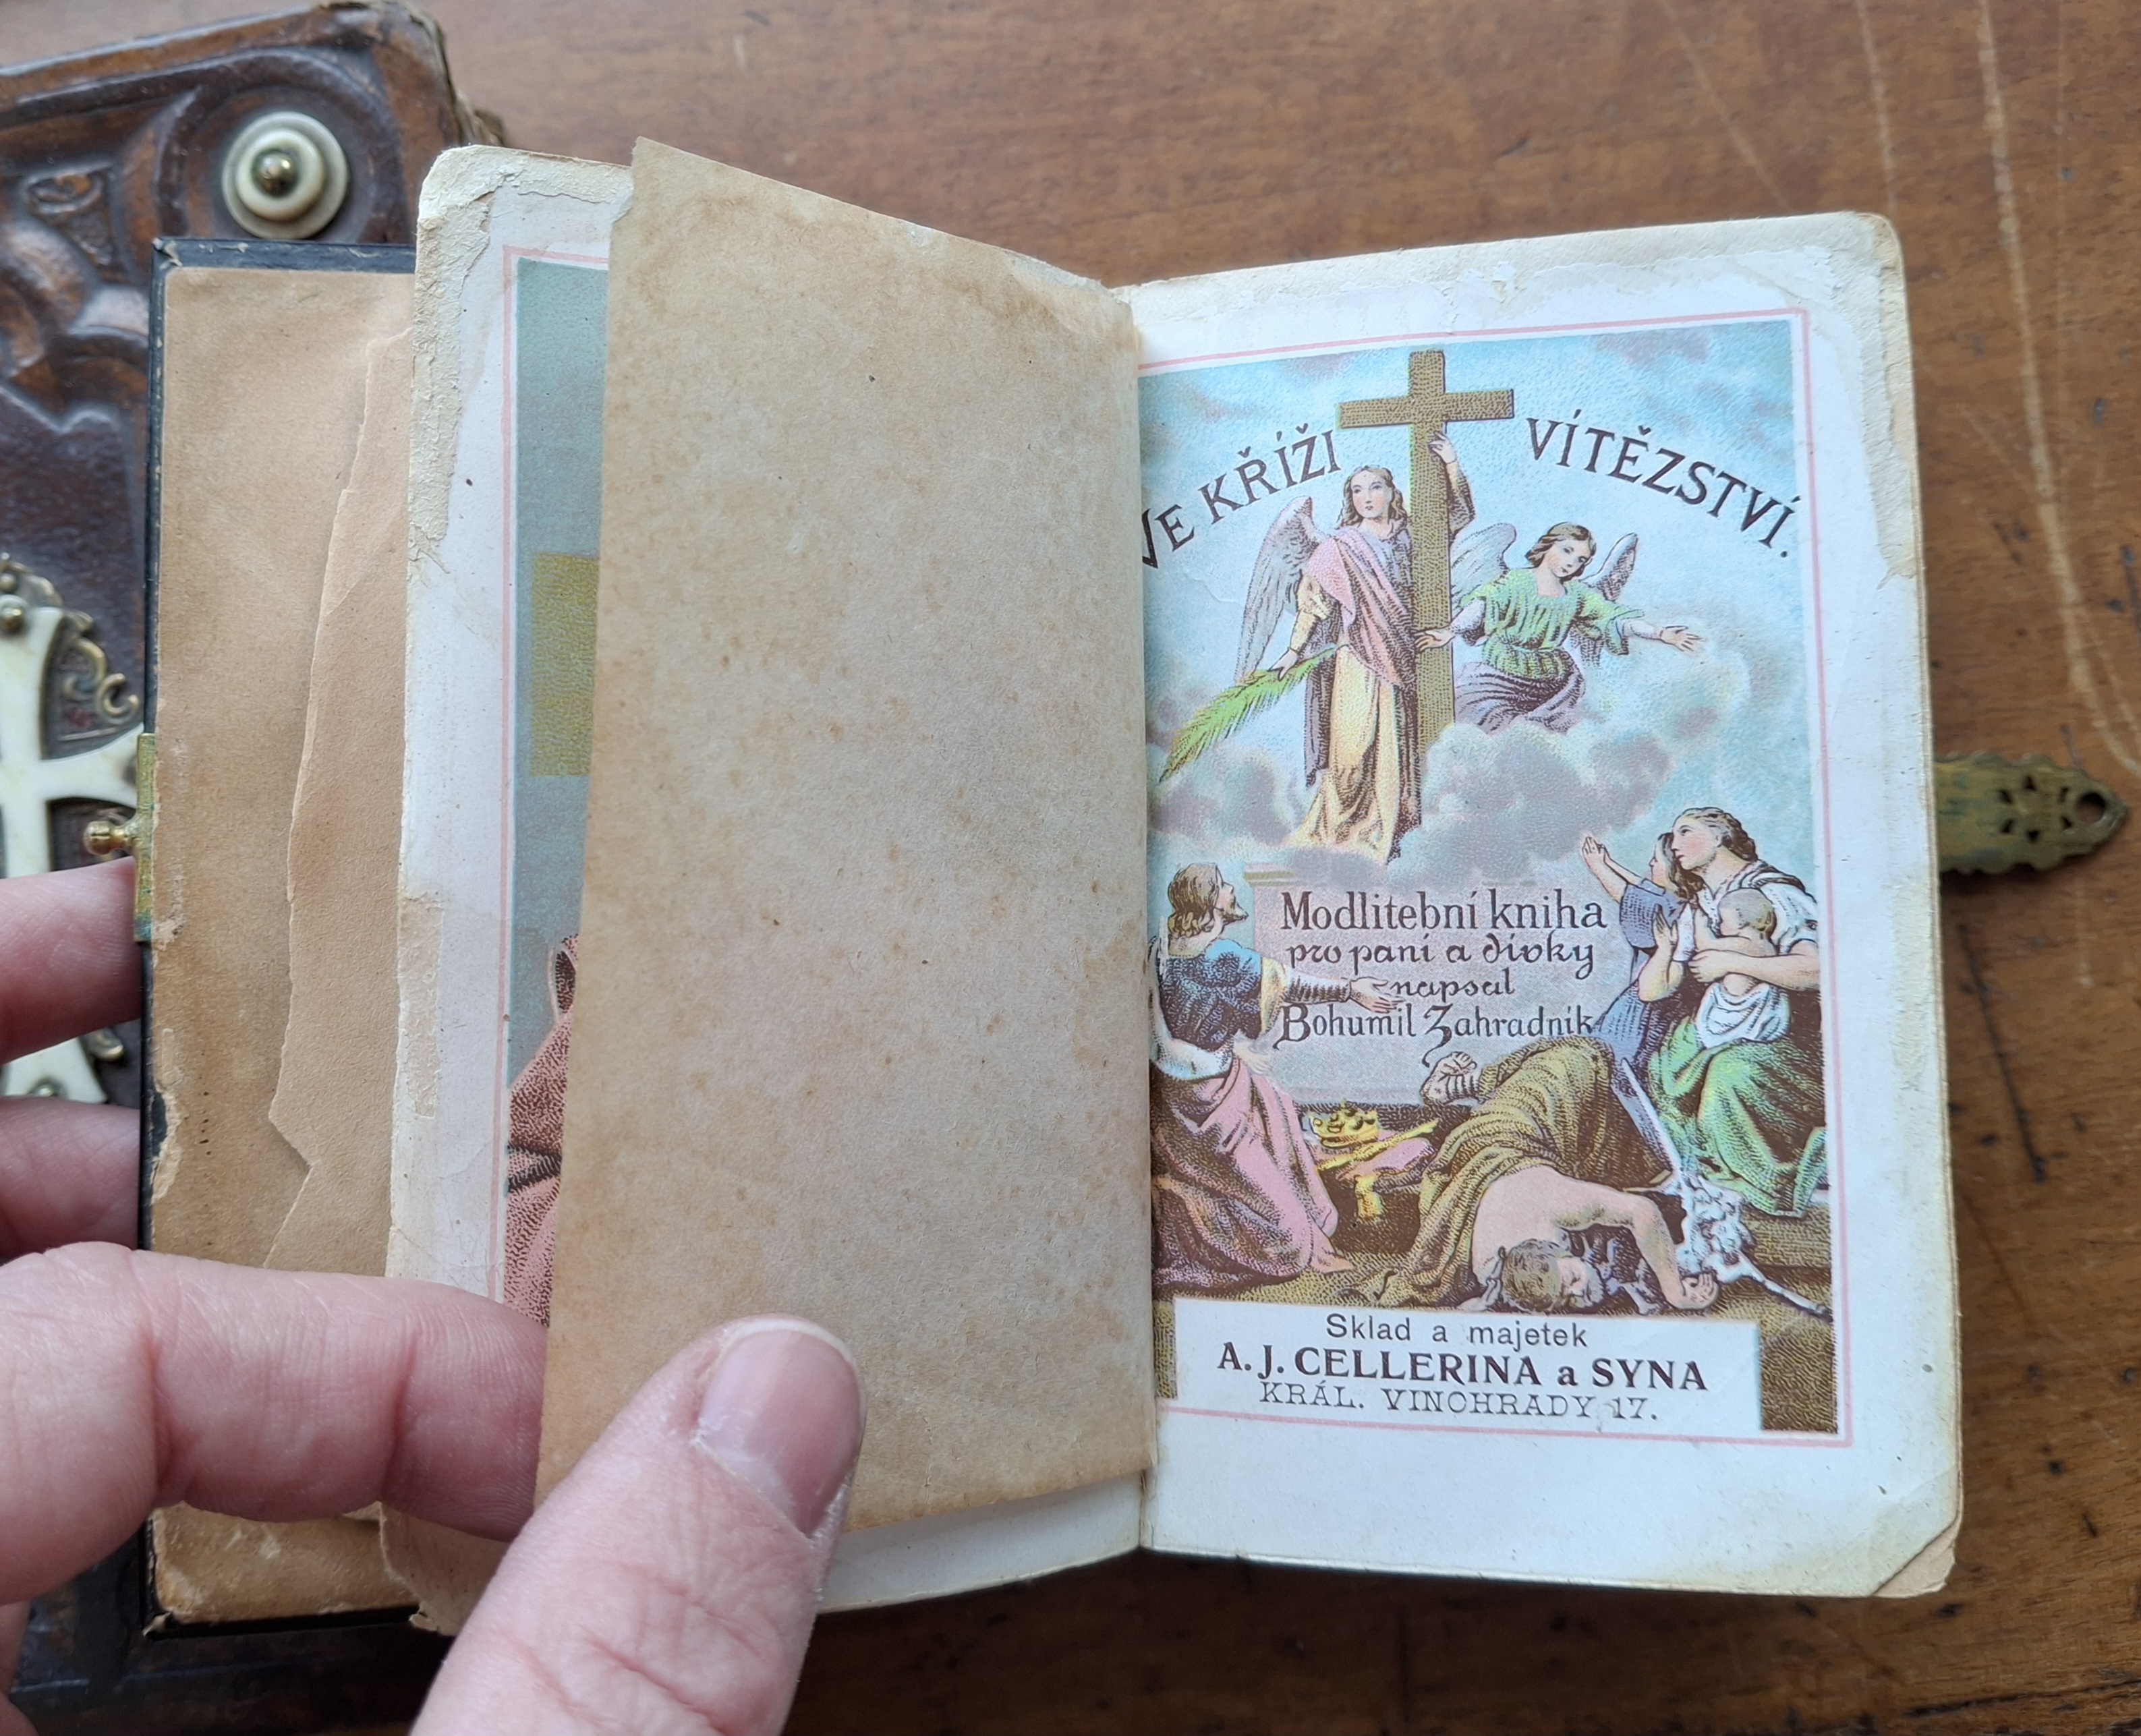 VE KŘÍŽI VÍTĚZSTVÍ.
Modlitební kniha
pro paní a dívky
napsal
Bohumil Zahradník
Sklad a majetek
A. J. CELLERINA a SYNA
KRÁL. VINOHRADY 17.